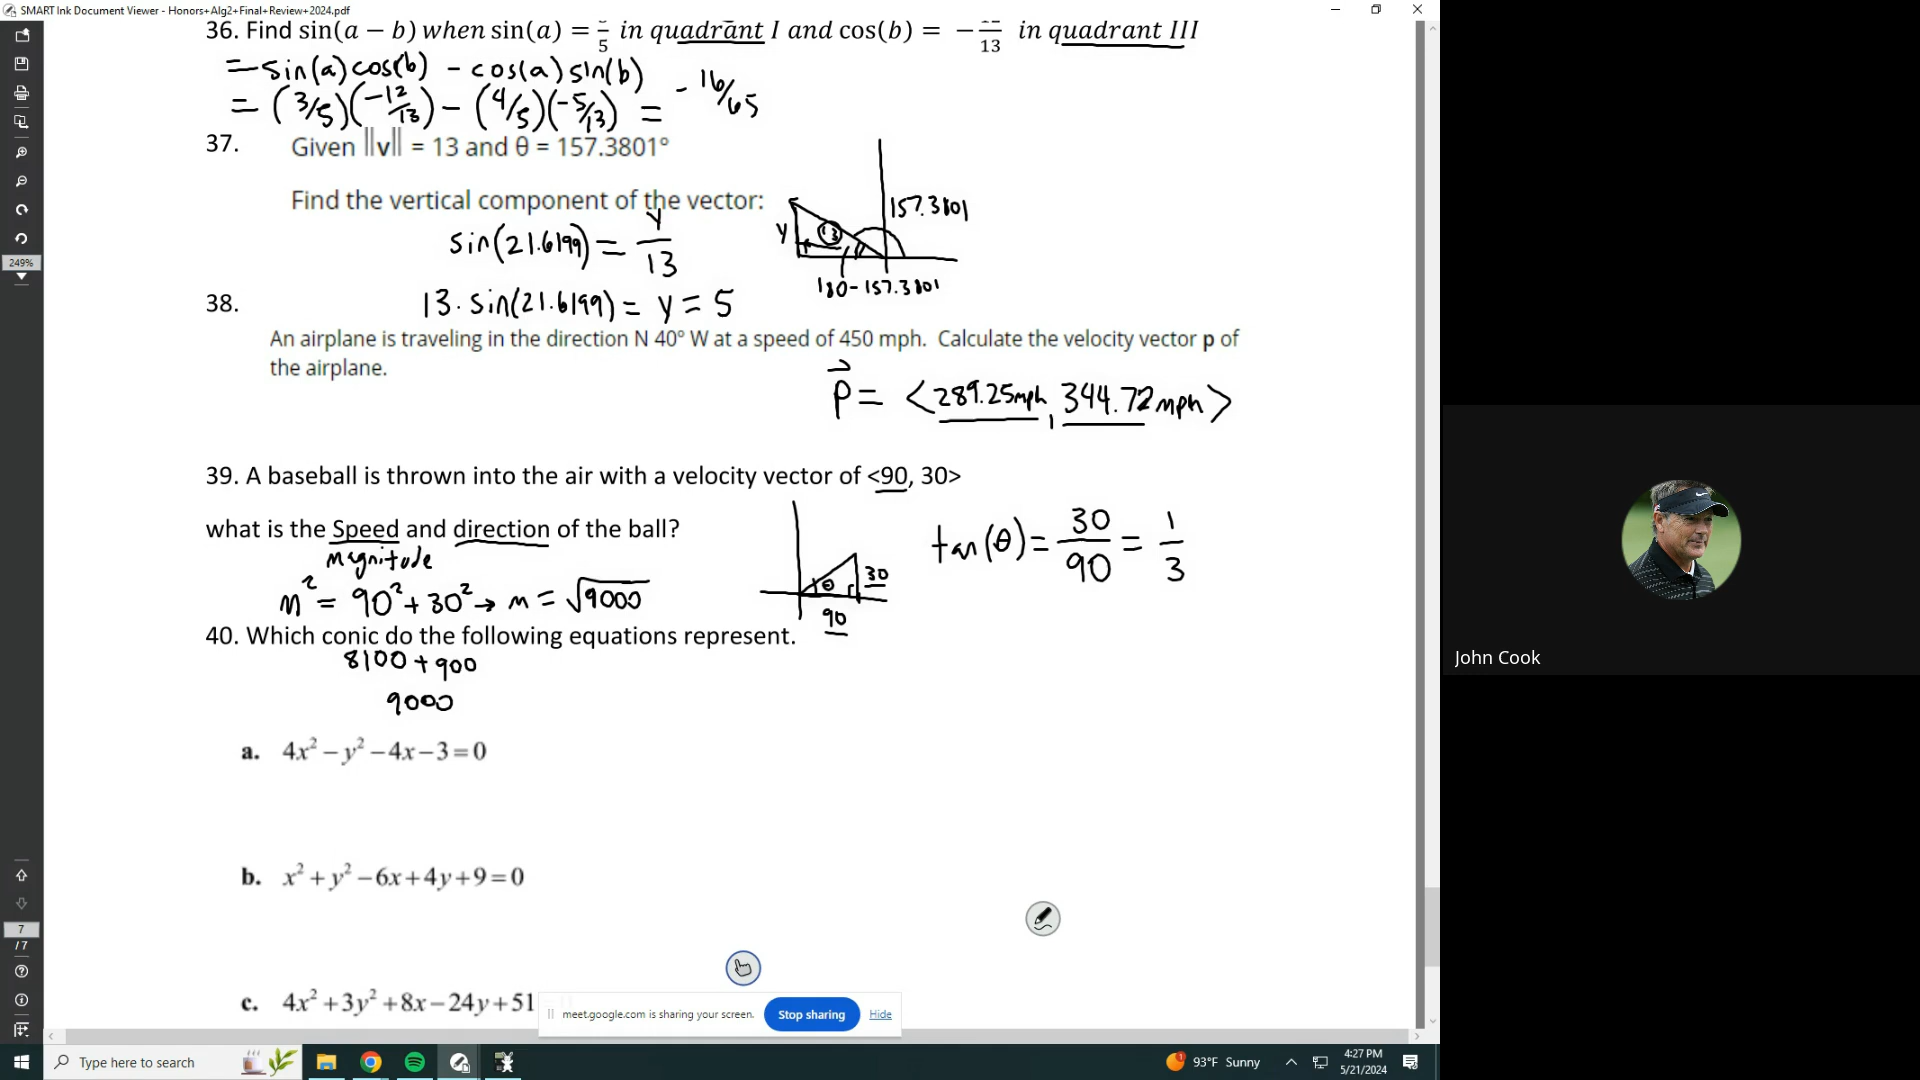 SMART Ink Document Viewer - Honors+Alg2+Final+Review+2024.pdf
36. Find sin(a − b) when sin(a) = /5 in quadrant I and cos(b) = − /13 in quadrant III
= sin(a) cos(b) - cos(a) sin(b)
= (3/5)(-12/13) - (4/5)(-5/13) = - 16/65
37. Given ||v|| = 13 and θ = 157.3801°
Find the vertical component of the vector:
157.3801
y
13
180-157.3801
sin(21.6199) = y/13
38.
13 · sin(21.6199) = y = 5
An airplane is traveling in the direction N 40º W at a speed of 450 mph. Calculate the velocity vector p of
the airplane.
p = <289.25mph, 344.72mph>
39. A baseball is thrown into the air with a velocity vector of <90, 30>
what is the Speed and direction of the ball?
magnitude
m² = 90² + 30² → m = √9000
θ
30
90
tan(θ) = 30/90 = 1/3
40. Which conic do the following equations represent.
8100 + 900
9000
a. 4x² − y² − 4x − 3 = 0
b. x² + y² − 6x + 4y + 9 = 0
c. 4x² + 3y² + 8x − 24y + 51
249%
7
/ 7
meet.google.com is sharing your screen.
Stop sharing
Hide
John Cook
Type here to search
93°F Sunny
4:27 PM
5/21/2024